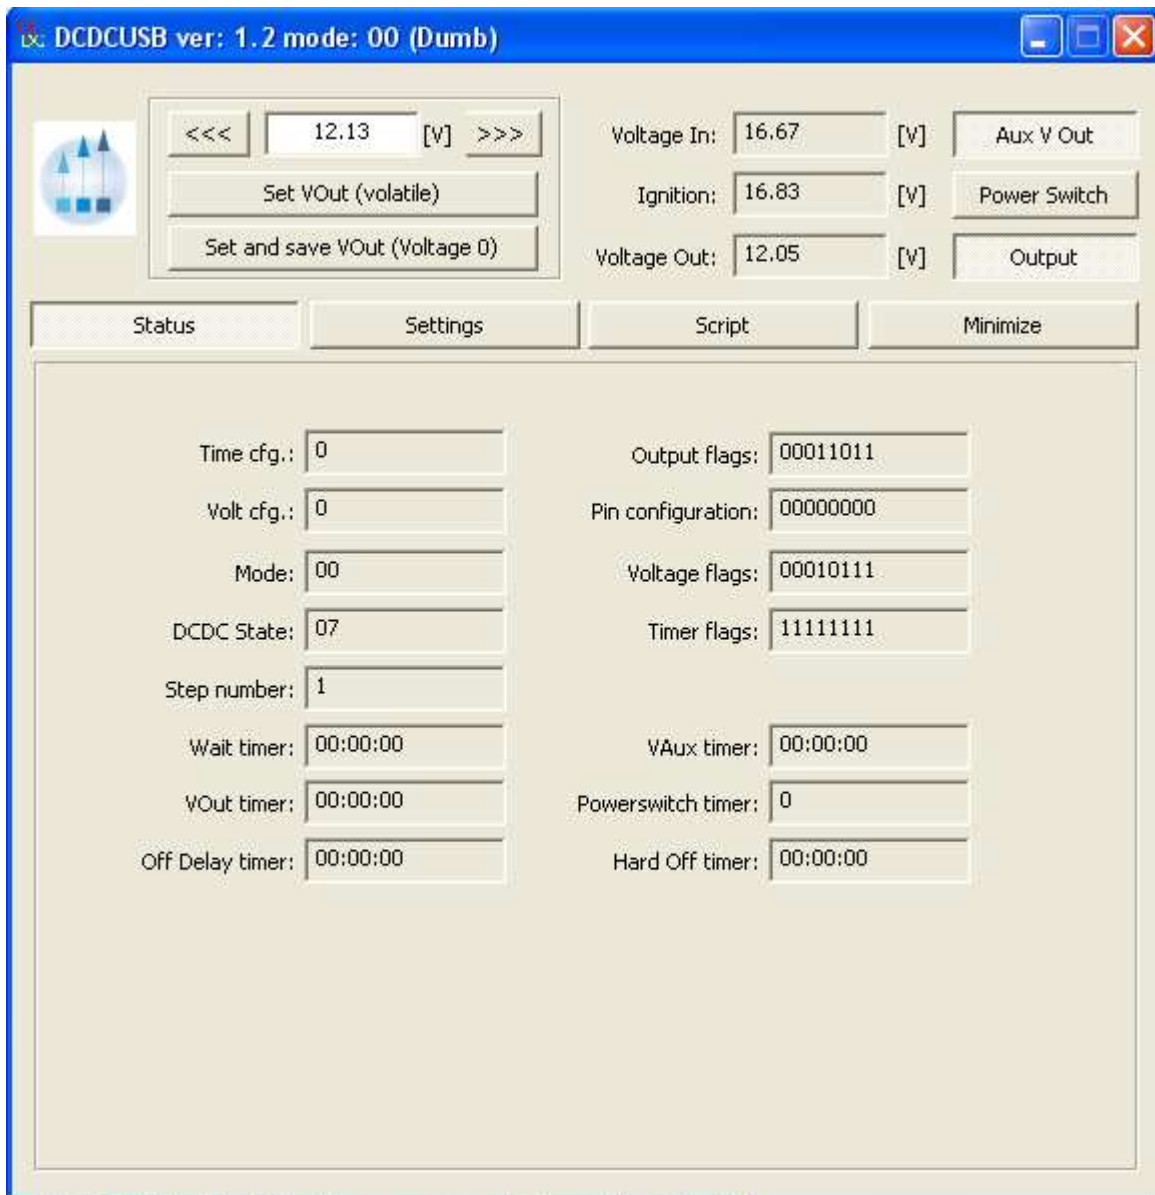 DCDCUSB ver: 1.2 mode: 00 (Dumb)
<<< 12.13 [V] >>>
Set VOut (volatile)
Set and save VOut (Voltage 0)
Voltage In: 16.67 [V] Aux V Out
Ignition: 16.83 [V] Power Switch
Voltage Out: 12.05 [V] Output
Status Settings Script Minimize
Time cfg.: 0 Output flags: 00011011
Volt cfg.: 0 Pin configuration: 00000000
Mode: 00 Voltage flags: 00010111
DCDC State: 07 Timer flags: 11111111
Step number: 1
Wait timer: 00:00:00 VAux timer: 00:00:00
VOut timer: 00:00:00 Powerswitch timer: 0
Off Delay timer: 00:00:00 Hard Off timer: 00:00:00